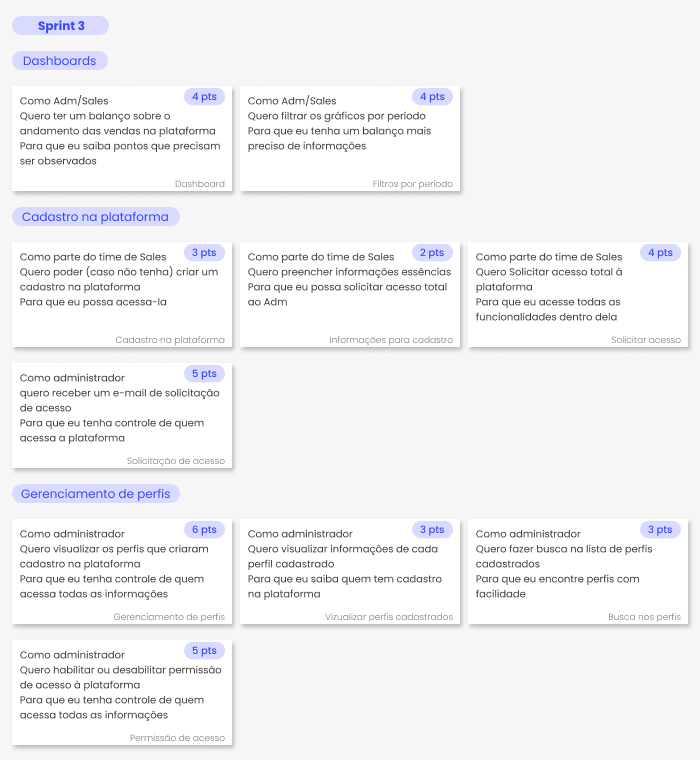 Sprint 3
Dashboards
4 pts
Como Adm/Sales
Quero ter um balanço sobre o
andamento das vendas na plataforma
Para que eu saiba pontos que precisam
ser observados
Dashboard
4 pts
Como Adm/Sales
Quero filtrar os gráficos por período
Para que eu tenha um balanço mais
preciso de informações
Filtros por periodo
Cadastro na plataforma
3 pts
Como parte do time de Sales
Quero poder (caso não tenha) criar um
cadastro na plataforma
Para que eu possa acessa-la
Cadastro na plataforma
2 pts
Como parte do time de Sales
Quero preencher informações essências
Para que eu possa solicitar acesso total
ao Adm
Informações para cadastro
4 pts
Como parte do time de Sales
Quero Solicitar acesso total à
plataforma
Para que eu acesse todas as
funcionalidades dentro dela
Solicitar acesso
5 pts
Como administrador
quero receber um e-mail de solicitação
de acesso
Para que eu tenha controle de quem
acessa a plataforma
Solicitação de acesso
Gerenciamento de perfis
6 pts
Como administrador
Quero visualizar os perfis que criaram
cadastro na plataforma
Para que eu tenha controle de quem
acessa todas as informações
Gerenciamento de perfis
3 pts
Como administrador
Quero visualizar informações de cada
perfil cadastrado
Para que eu saiba quem tem cadastro
na plataforma
Vizualizar perfis cadastrados
3 pts
Como administrador
Quero fazer busca na lista de perfis
cadastrados
Para que eu encontre perfis com
facilidade
Busca nos perfis
5 pts
Como administrador
Quero habilitar ou desabilitar permissão
de acesso à plataforma
Para que eu tenha controle de quem
acessa todas as informações
Permissão de acesso